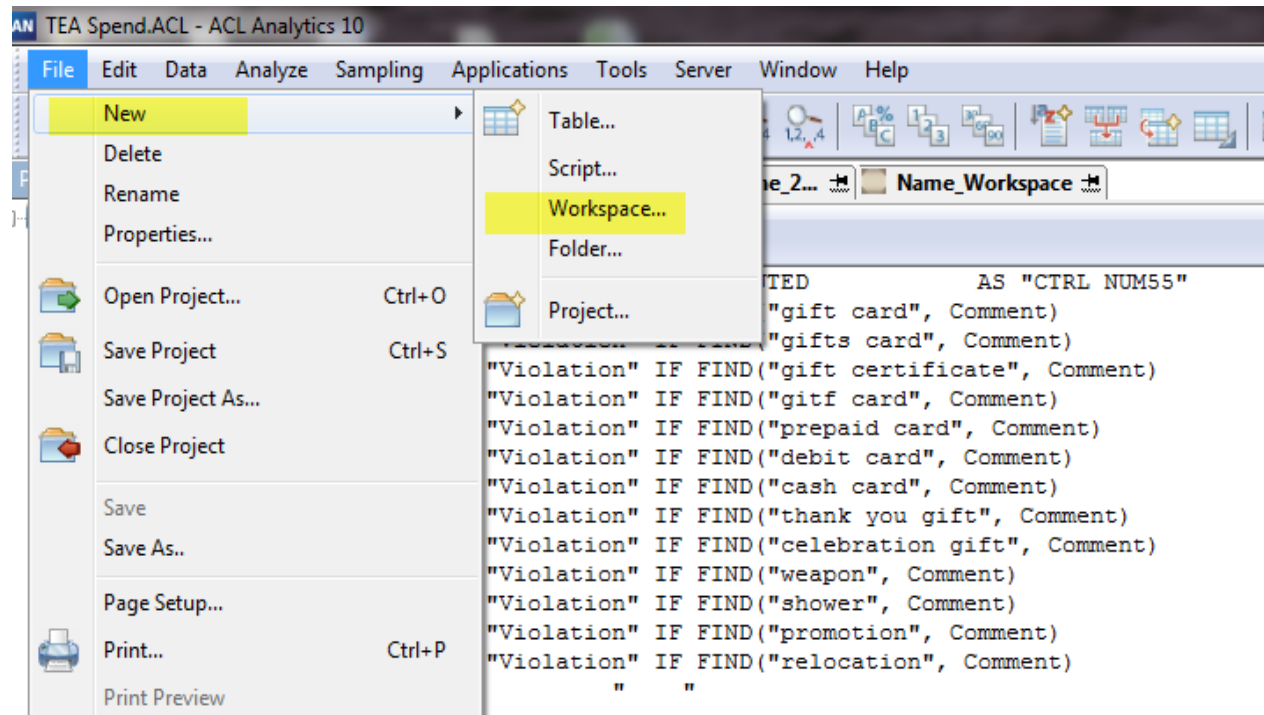 AN TEA Spend.ACL - ACL Analytics 10
File Edit Data Analyze Sampling Applications Tools Server Window Help
New
Delete
Rename
Properties...
Open Project... Ctrl+O
Save Project Ctrl+S
Save Project As...
Close Project
Save
Save As..
Page Setup...
Print... Ctrl+P
Print Preview
Table...
Script...
Workspace...
Folder...
Project...
Name_Workspace
AS "CTRL NUM55"
"gift card", Comment)
"gifts card", Comment)
"Violation" IF FIND("gift certificate", Comment)
"Violation" IF FIND("gitf card", Comment)
"Violation" IF FIND("prepaid card", Comment)
"Violation" IF FIND("debit card", Comment)
"Violation" IF FIND("cash card", Comment)
"Violation" IF FIND("thank you gift", Comment)
"Violation" IF FIND("celebration gift", Comment)
"Violation" IF FIND("weapon", Comment)
"Violation" IF FIND("shower", Comment)
"Violation" IF FIND("promotion", Comment)
"Violation" IF FIND("relocation", Comment)
" "